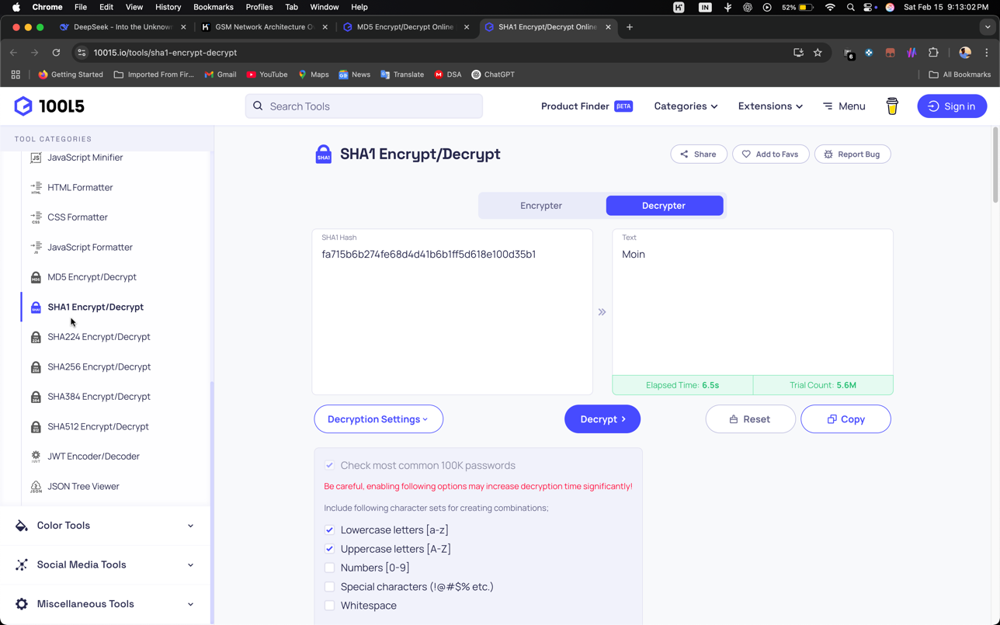 Chrome File Edit View History Bookmarks Profiles Tab Window Help IN 52% Sat Feb 15 9:13:02 PM
DeepSeek - Into the Unknown GSM Network Architecture O MD5 Encrypt/Decrypt Online SHA1 Encrypt/Decrypt Online
10015.io/tools/sha1-encrypt-decrypt 6
Getting Started Imported From Fir... Gmail YouTube Maps News Translate DSA ChatGPT All Bookmarks
10015 Search Tools Product Finder BETA Categories Extensions Menu Sign in
TOOL CATEGORIES
JavaScript Minifier
HTML Formatter
CSS Formatter
JavaScript Formatter
MD5 Encrypt/Decrypt
SHA1 Encrypt/Decrypt
SHA224 Encrypt/Decrypt
SHA256 Encrypt/Decrypt
SHA384 Encrypt/Decrypt
SHA512 Encrypt/Decrypt
JWT Encoder/Decoder
JSON Tree Viewer
Color Tools
Social Media Tools
Miscellaneous Tools
SHA1 SHA1 Encrypt/Decrypt Share Add to Favs Report Bug
Encrypter Decrypter
SHA1 Hash
fa715b6b274fe68d4d41b6b1ff5d618e100d35b1
Text
Moin
Elapsed Time: 6.5s Trial Count: 5.6M
Decryption Settings Decrypt Reset Copy
Check most common 100K passwords
Be careful, enabling following options may increase decryption time significantly!
Include following character sets for creating combinations;
Lowercase letters [a-z]
Uppercase letters [A-Z]
Numbers [0-9]
Special characters (!@#$% etc.)
Whitespace